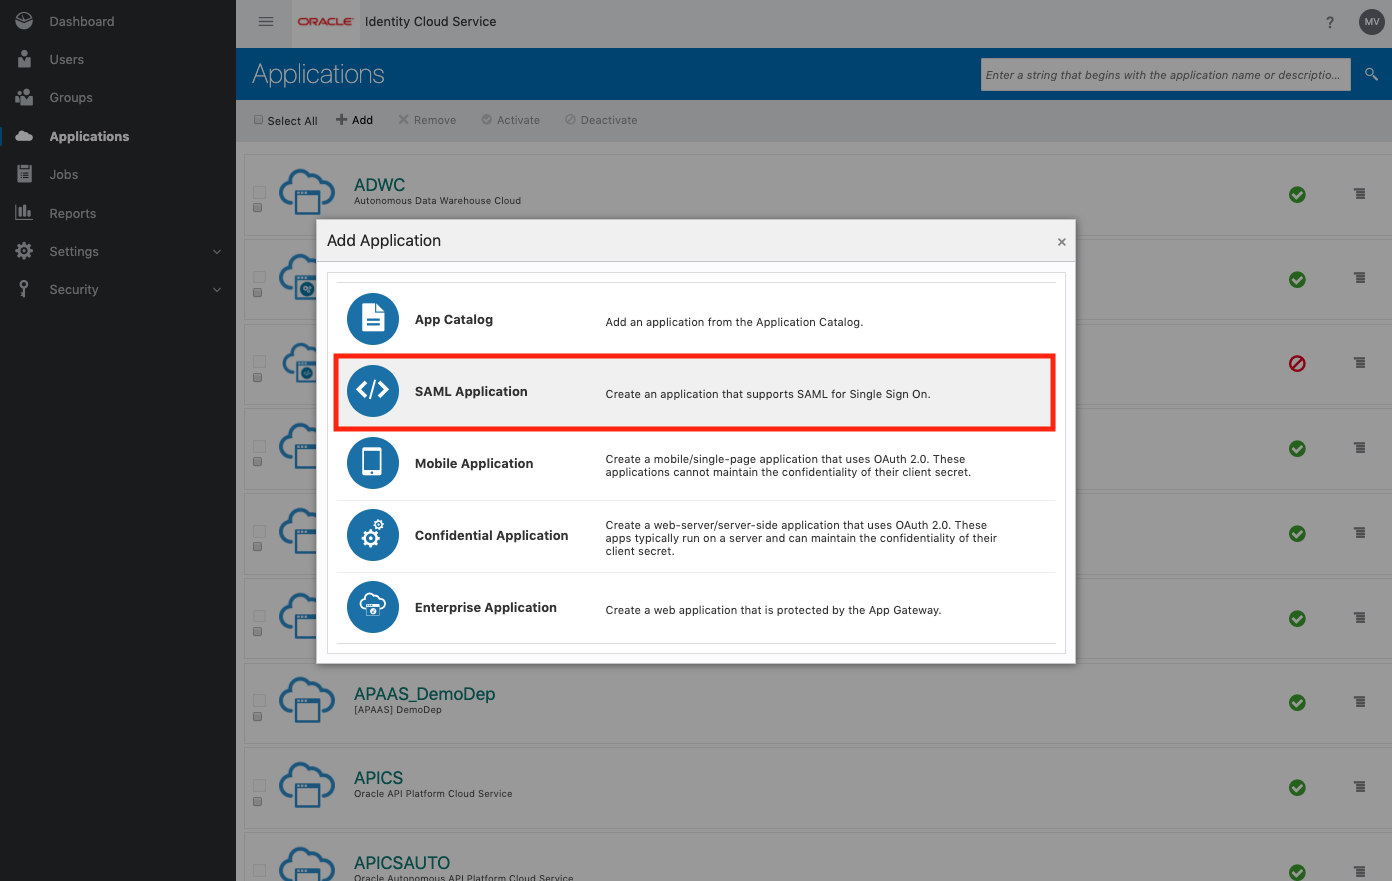 Dashboard
Users
Groups
Applications
Jobs
Reports
Settings
Security
ORACLE Identity Cloud Service
? MV
Applications
Enter a string that begins with the application name or descriptio...
Select All Add Remove Activate Deactivate
ADWC
Autonomous Data Warehouse Cloud
Add Application ×
App Catalog
Add an application from the Application Catalog.
SAML Application
Create an application that supports SAML for Single Sign On.
Mobile Application
Create a mobile/single-page application that uses OAuth 2.0. These
applications cannot maintain the confidentiality of their client secret.
Confidential Application
Create a web-server/server-side application that uses OAuth 2.0. These
apps typically run on a server and can maintain the confidentiality of their
client secret.
Enterprise Application
Create a web application that is protected by the App Gateway.
APAAS_DemoDep
[APAAS] DemoDep
APICS
Oracle API Platform Cloud Service
APICSAUTO
Oracle Autonomous API Platform Cloud Service